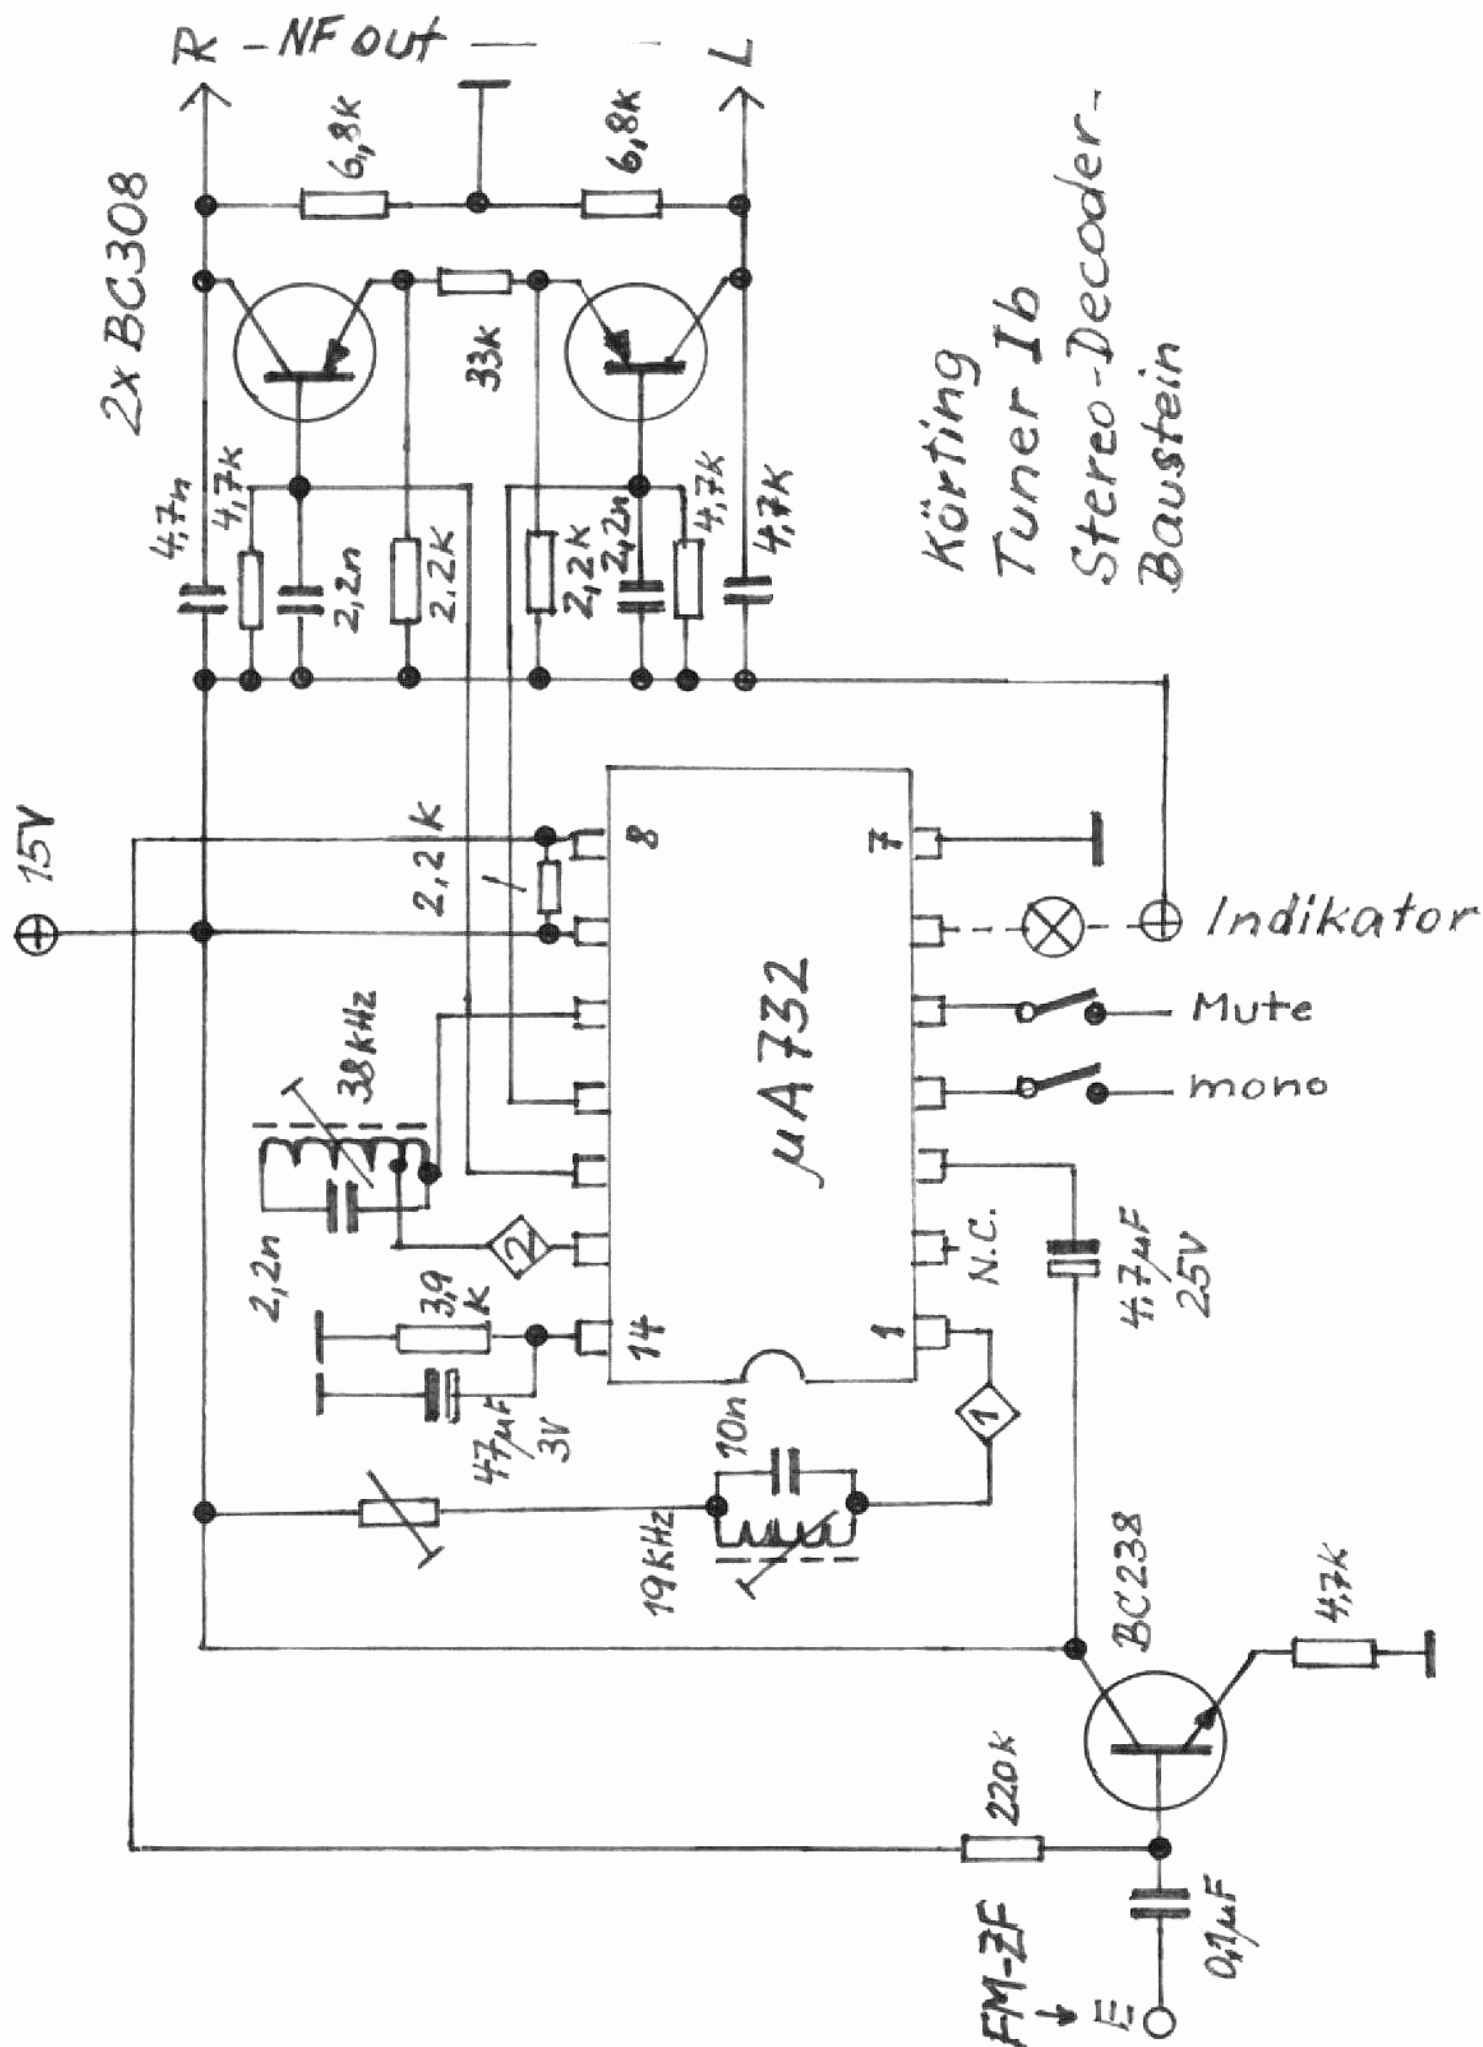 R - NF out - L
2x BC308
6,8k
6,8k
33k
4,7n
4,7k
2,2n
2.2k
2,2k
2,2n
4,7k
4,7k
Körting
Tuner Ib
Stereo-Decoder-
Baustein
15V
2,2k
8
7
Indikator
Mute
mono
µA732
38kHz
2,2n
2
3,9
k
14
1
N.C.
47µF
3V
10n
1
4,7µF
25V
19kHz
BC238
4,7k
220k
FM-ZF
E
0,1µF